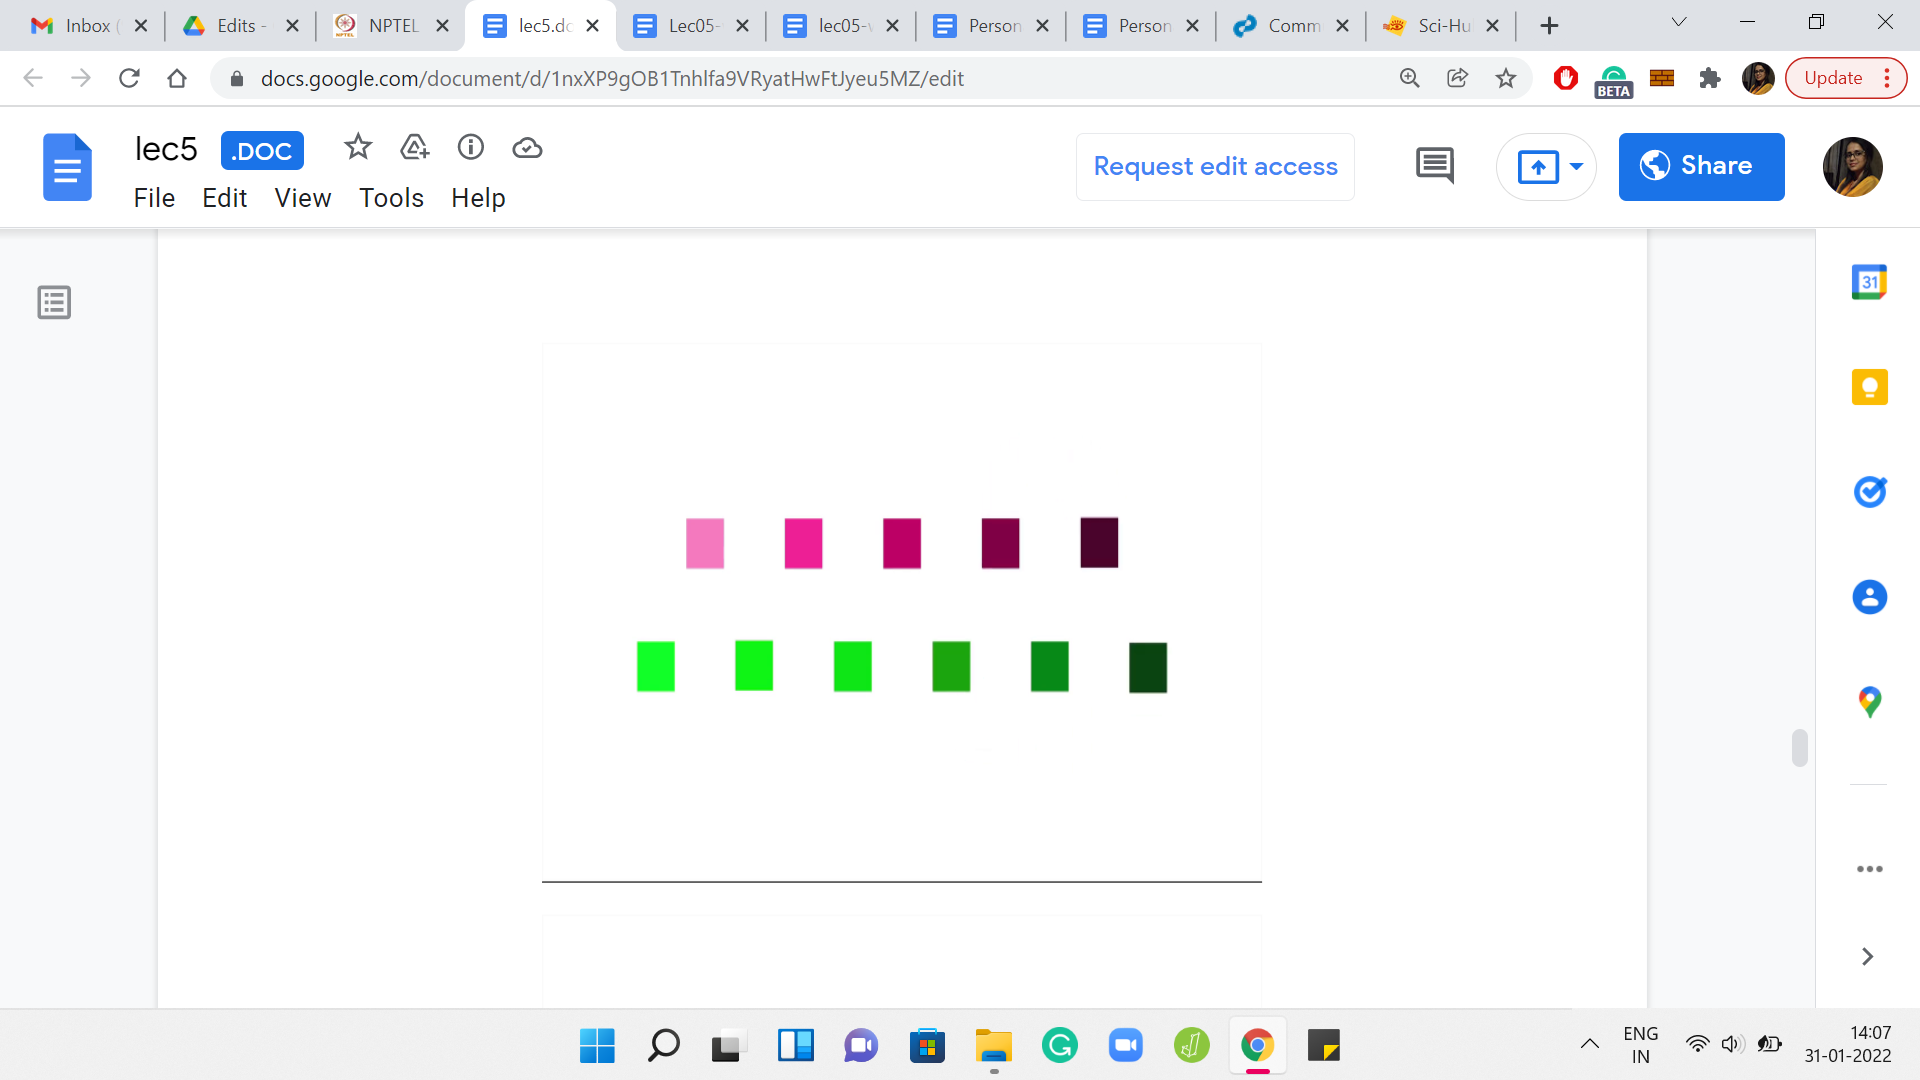 Inbox (
Edits -
NPTEL
lec5.dc
Lec05-
lec05-v
Person
Person
Comm
Sci-Hu
docs.google.com/document/d/1nxXP9gOB1Tnhlfa9VRyatHwFtJyeu5MZ/edit
BETA
Update
lec5
.DOC
Request edit access
Share
File Edit View Tools Help
31
ENG
IN
14:07
31-01-2022